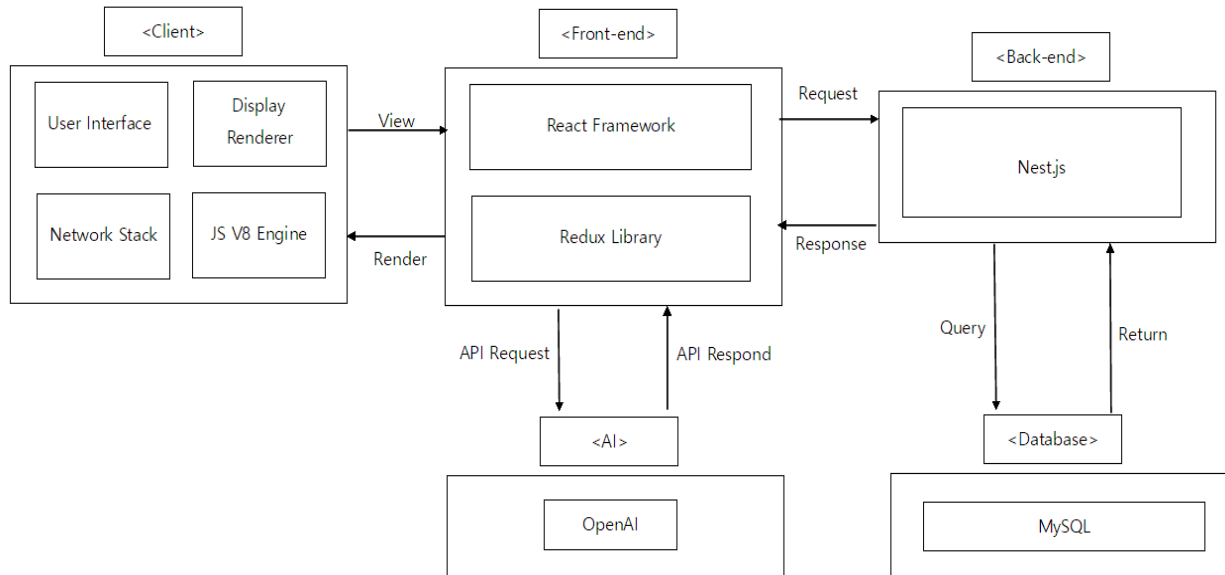 <Client>
<Front-end>
<Back-end>
User Interface
Display
Renderer
Network Stack
JS V8 Engine
View
Render
React Framework
Redux Library
Request
Response
Nest.js
API Request
API Respond
Query
Return
<AI>
OpenAI
<Database>
MySQL